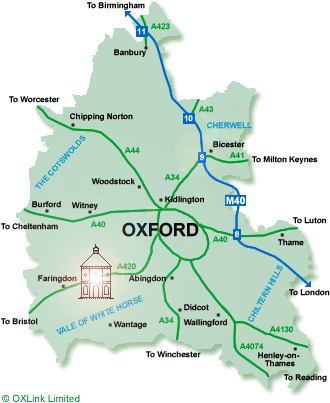 To Birmingham
A423
11
Banbury
To Worcester
10
A43
Chipping Norton
CHERWELL
THE COTSWOLDS
A44
Bicester
9
A41
To Milton Keynes
A34
Woodstock
Kidlington
M40
Burford
Witney
To Luton
To Cheltenham
A40
OXFORD
A40
8
Thame
A420
Faringdon
Abingdon
CHILTERN HILLS
To London
VALE OF WHITE HORSE
Didcot
To Bristol
Wantage
A34
Wallingford
A4130
A4074
Henley-on-
Thames
To Winchester
To Reading
© OXLink Limited